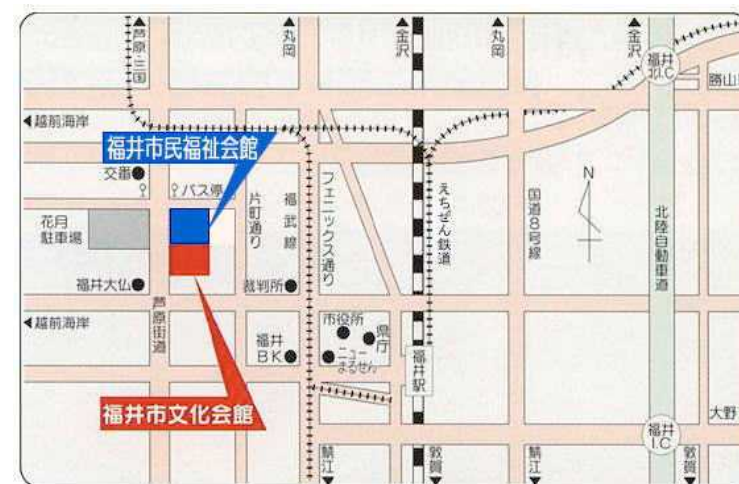 芦原・三国
丸岡
金沢
丸岡
金沢
福井
北I.C
勝山
越前海岸
福井市民福祉会館
交番
バス停
花月
駐車場
片町通り
福武線
フェニックス通り
えちぜん鉄道
国道8号線
N
北陸自動車道
福井大仏
裁判所
越前海岸
芦原街道
福井
BK
市役所
県庁
ニュー
まるせん
福井駅
福井市文化会館
大野
福井
I.C
鯖江
敦賀
鯖江
敦賀